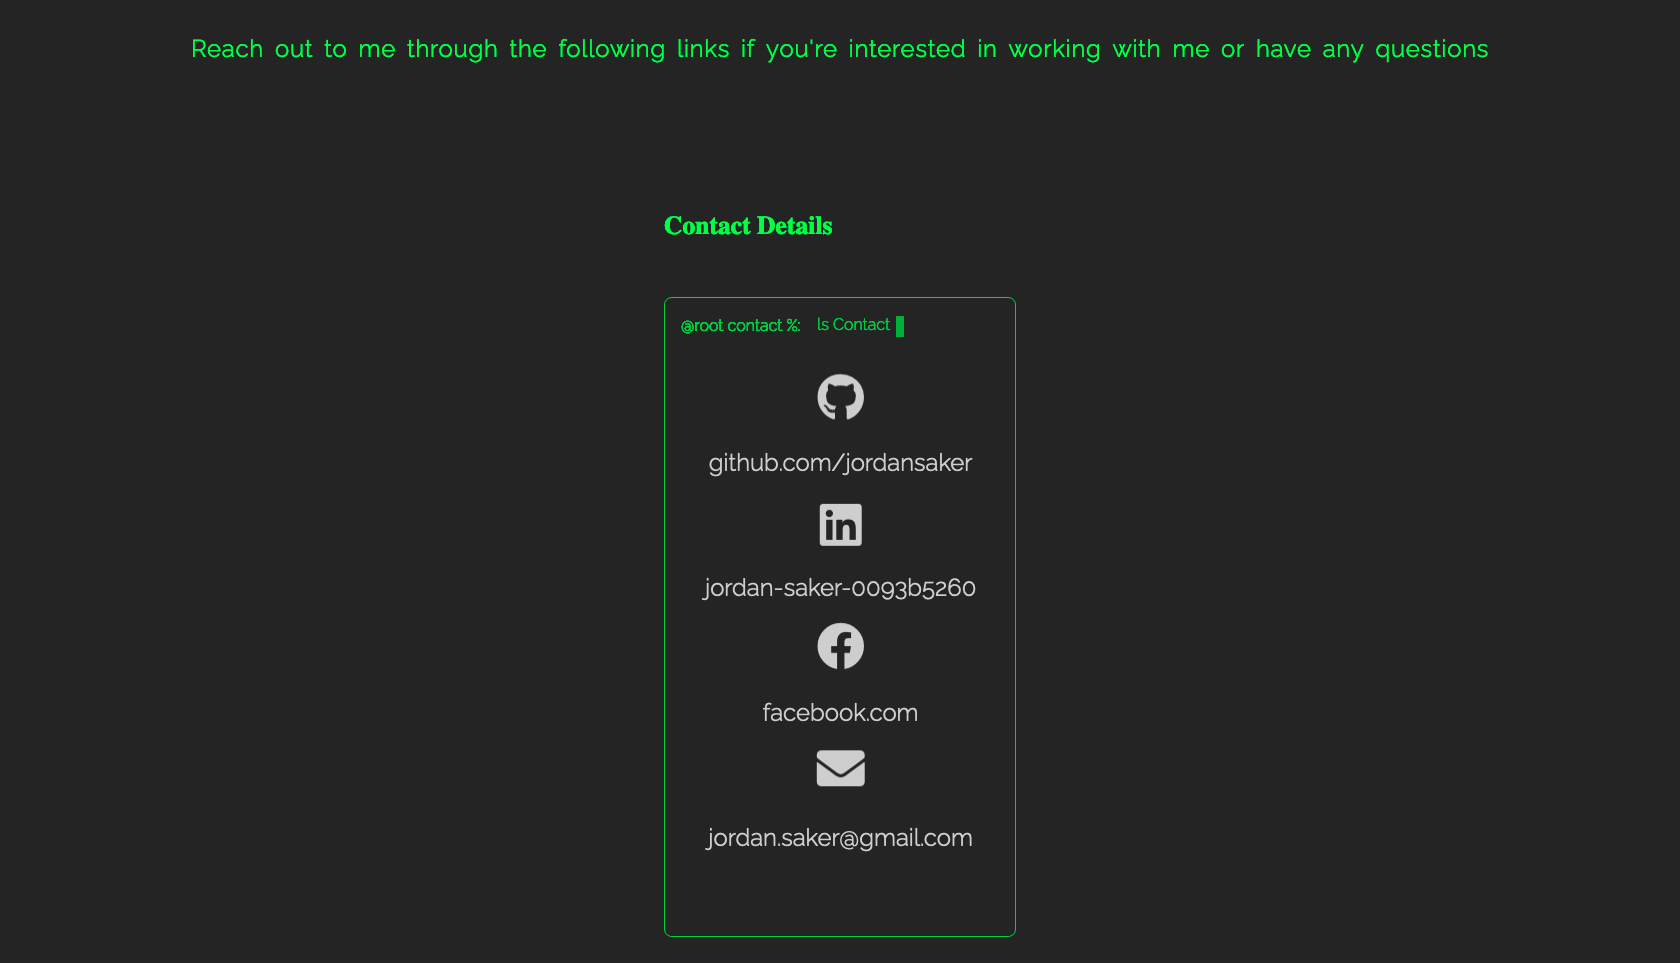 Reach out to me through the following links if you're interested in working with me or have any questions
Contact Details
@root contact %: ls Contact
github.com/jordansaker
in
jordan-saker-0093b5260
facebook.com
jordan.saker@gmail.com